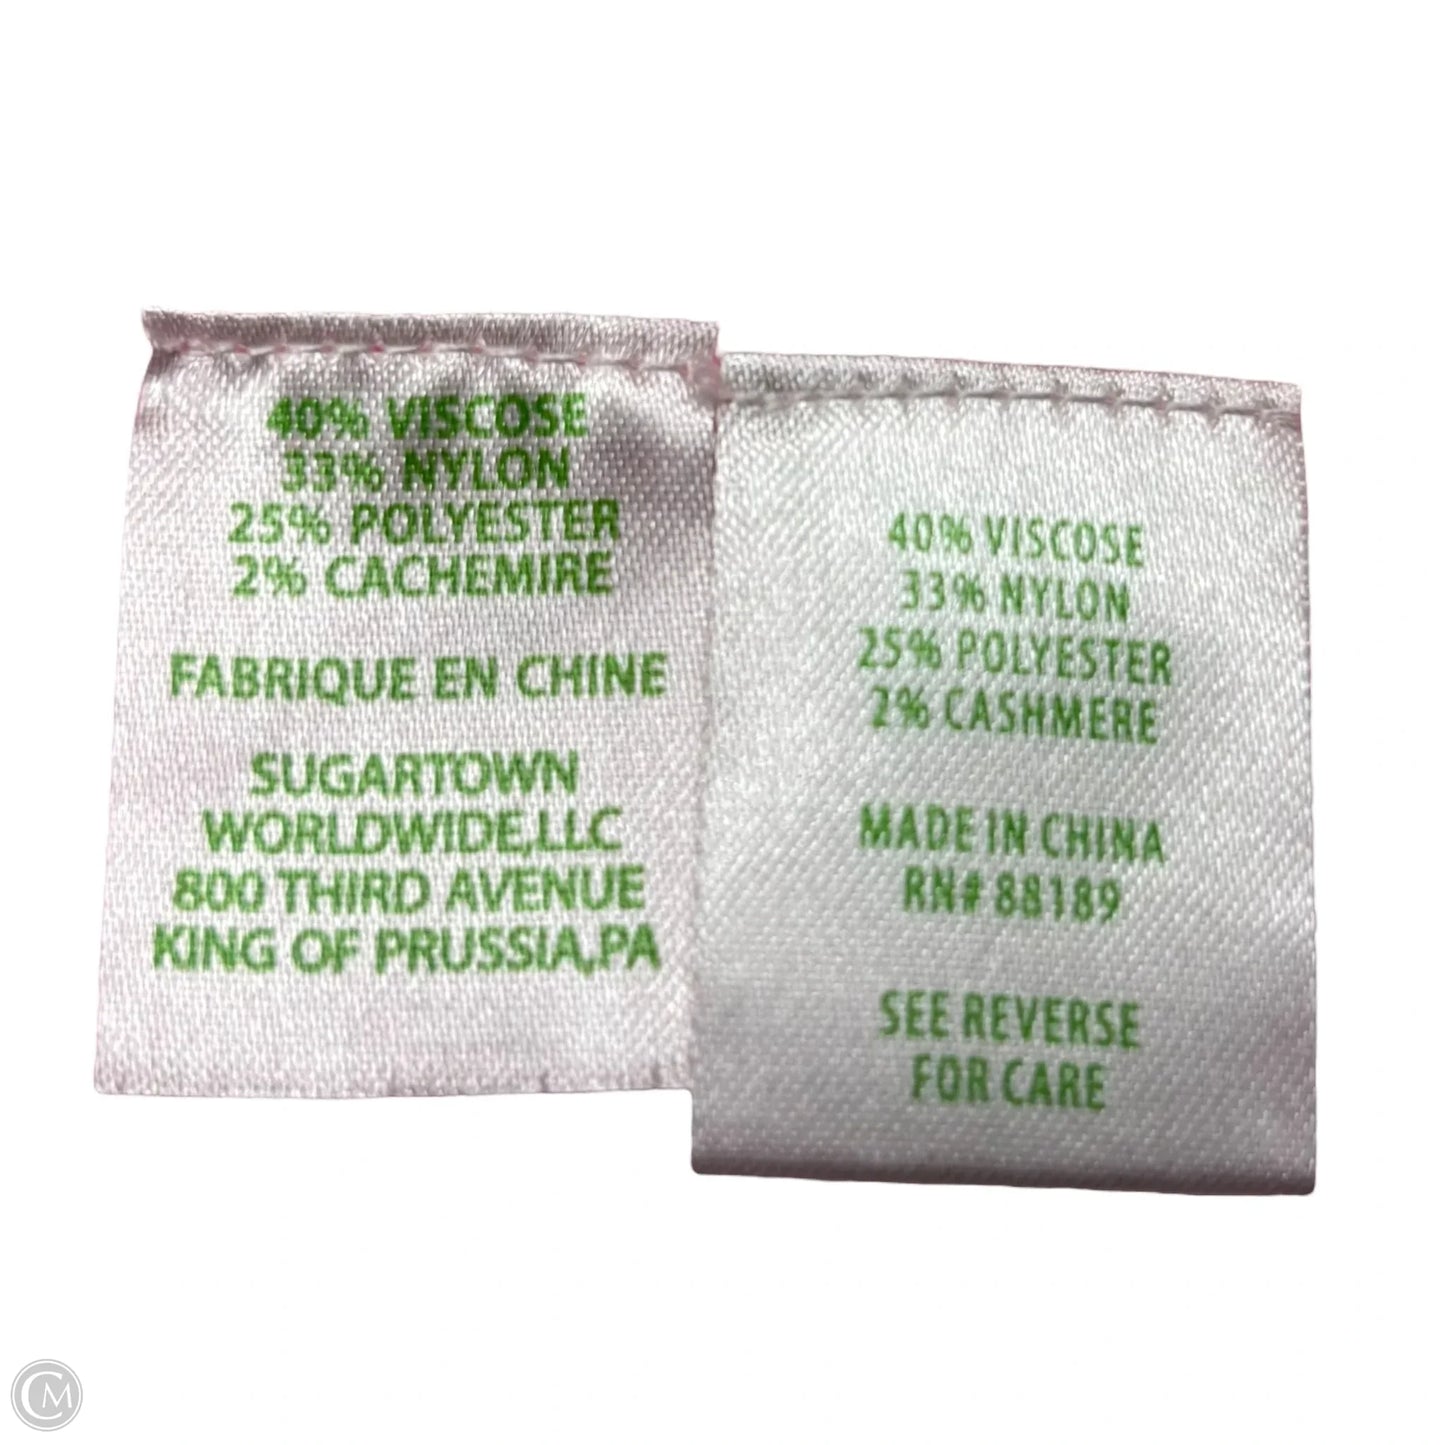 40% VISCOSE
33% NYLON
25% POLYESTER
2% CACHEMIRE
FABRIQUE EN CHINE
SUGARTOWN
WORLDWIDE,LLC
800 THIRD AVENUE
KING OF PRUSSIA,PA
40% VISCOSE
33% NYLON
25% POLYESTER
2% CASHMERE
MADE IN CHINA
RN# 88189
SEE REVERSE
FOR CARE
CM